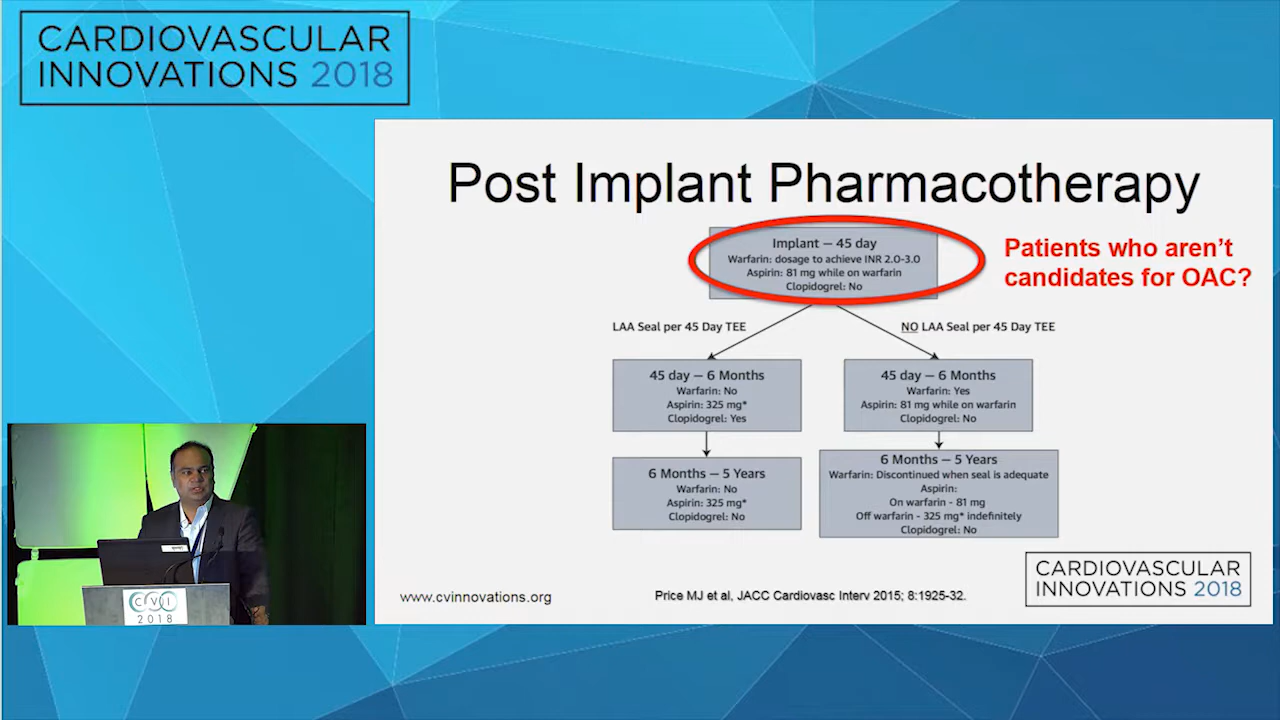 CARDIOVASCULAR
INNOVATIONS 2018
Post Implant Pharmacotherapy
Implant – 45 day
Warfarin: dosage to achieve INR 2.0-3.0
Aspirin: 81 mg while on warfarin
Clopidogrel: No
Patients who aren't
candidates for OAC?
LAA Seal per 45 Day TEE
NO LAA Seal per 45 Day TEE
45 day – 6 Months
Warfarin: No
Aspirin: 325 mg*
Clopidogrel: Yes
45 day – 6 Months
Warfarin: Yes
Aspirin: 81 mg while on warfarin
Clopidogrel: No
6 Months – 5 Years
Warfarin: No
Aspirin: 325 mg*
Clopidogrel: No
6 Months – 5 Years
Warfarin: Discontinued when seal is adequate
Aspirin:
On warfarin - 81 mg
Off warfarin - 325 mg* indefinitely
Clopidogrel: No
www.cvinnovations.org
Price MJ et al, JACC Cardiovasc Interv 2015; 8:1925-32.
CARDIOVASCULAR
INNOVATIONS 2018
CVI
2018